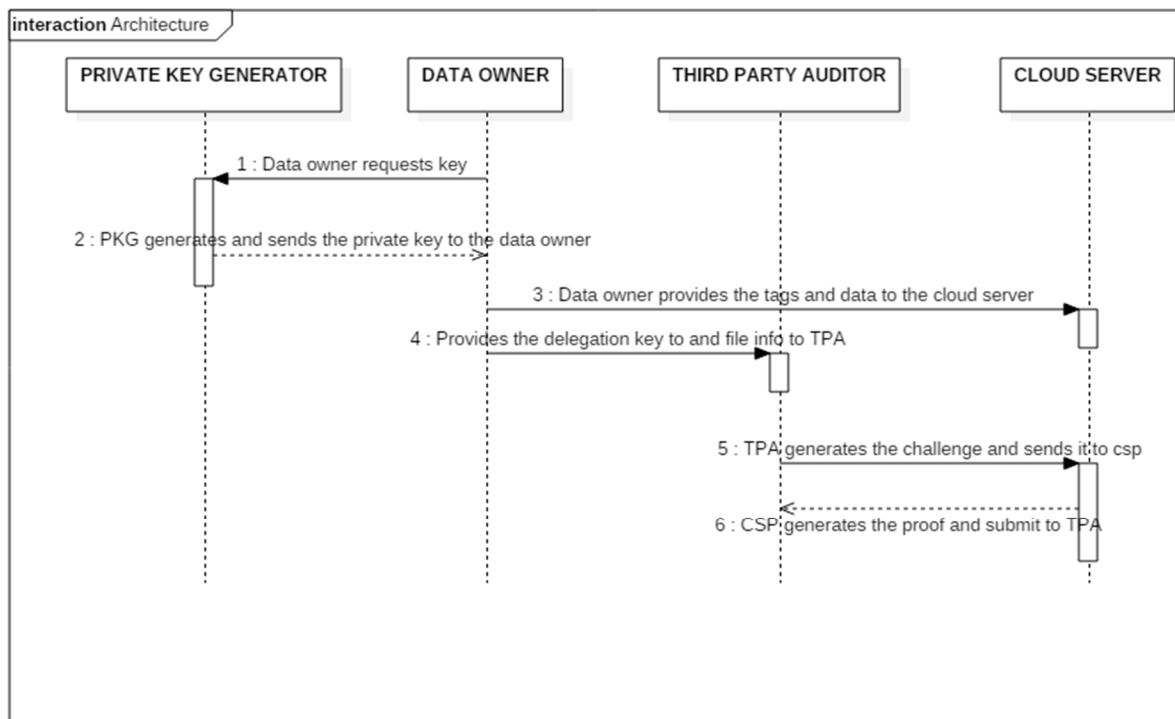 interaction Architecture
PRIVATE KEY GENERATOR
DATA OWNER
THIRD PARTY AUDITOR
CLOUD SERVER
1 : Data owner requests key
2 : PKG generates and sends the private key to the data owner
3 : Data owner provides the tags and data to the cloud server
4 : Provides the delegation key to and file info to TPA
5 : TPA generates the challenge and sends it to csp
6 : CSP generates the proof and submit to TPA